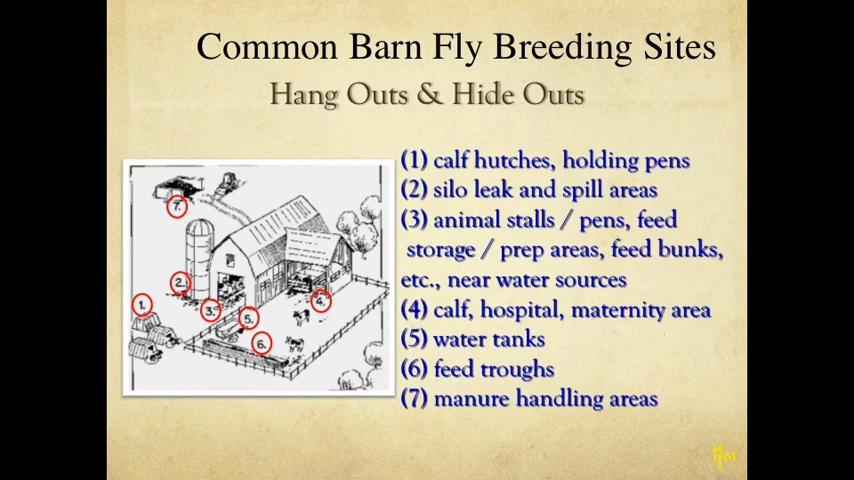 Common Barn Fly Breeding Sites
Hang Outs & Hide Outs
(1) calf hutches, holding pens
(2) silo leak and spill areas
(3) animal stalls / pens, feed
storage / prep areas, feed bunks,
etc., near water sources
(4) calf, hospital, maternity area
(5) water tanks
(6) feed troughs
(7) manure handling areas
7.
2.
1.
3.
5.
4.
6.